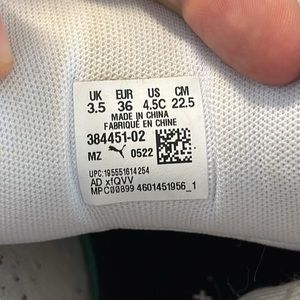 UK EUR US CM
3.5 36 4.5C 22.5
MADE IN CHINA
FABRIQUÉ EN CHINE
384451-02
MZ 0522
UPC:195551614254
AD xfQVV
MPC00899 4601451956_1